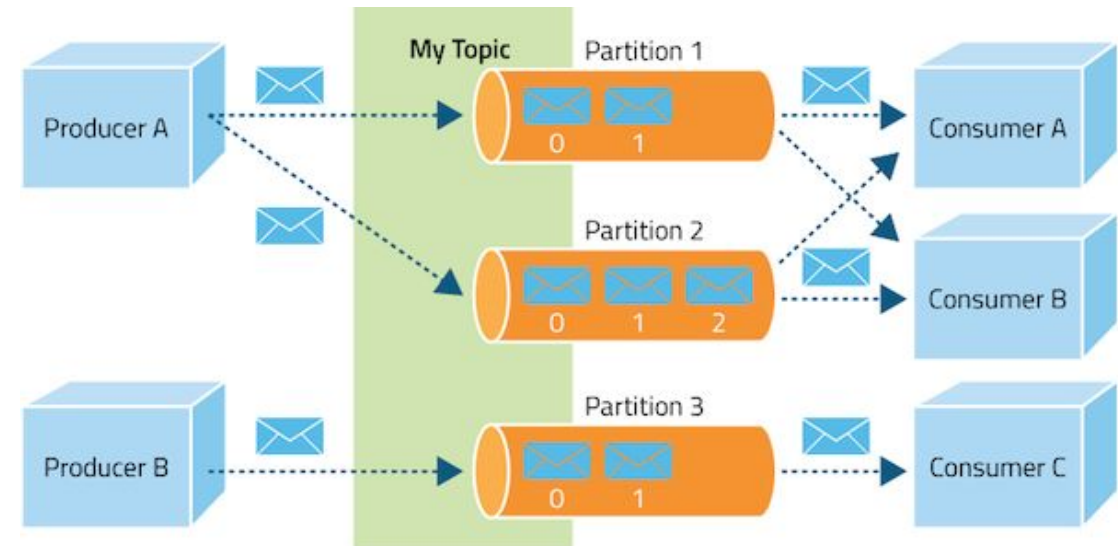 My Topic
Partition 1
Producer A
0 1
Consumer A
Partition 2
0 1 2
Consumer B
Partition 3
Producer B
0 1
Consumer C